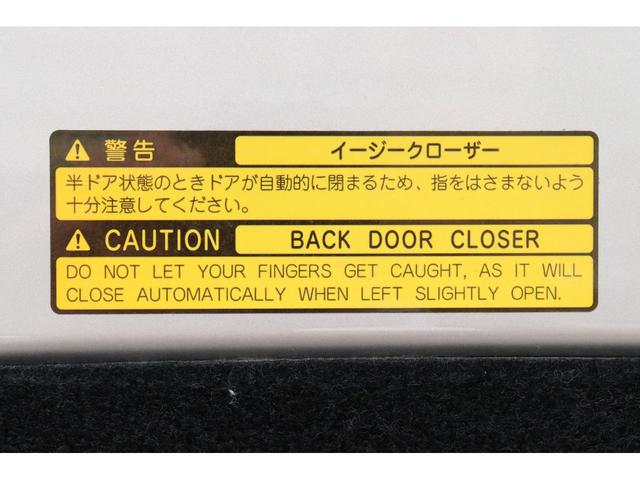 警告 イージークローザー
半ドア状態のときドアが自動的に閉まるため、指をはさまないよう
十分注意してください。
CAUTION BACK DOOR CLOSER
DO NOT LET YOUR FINGERS GET CAUGHT, AS IT WILL
CLOSE AUTOMATICALLY WHEN LEFT SLIGHTLY OPEN.